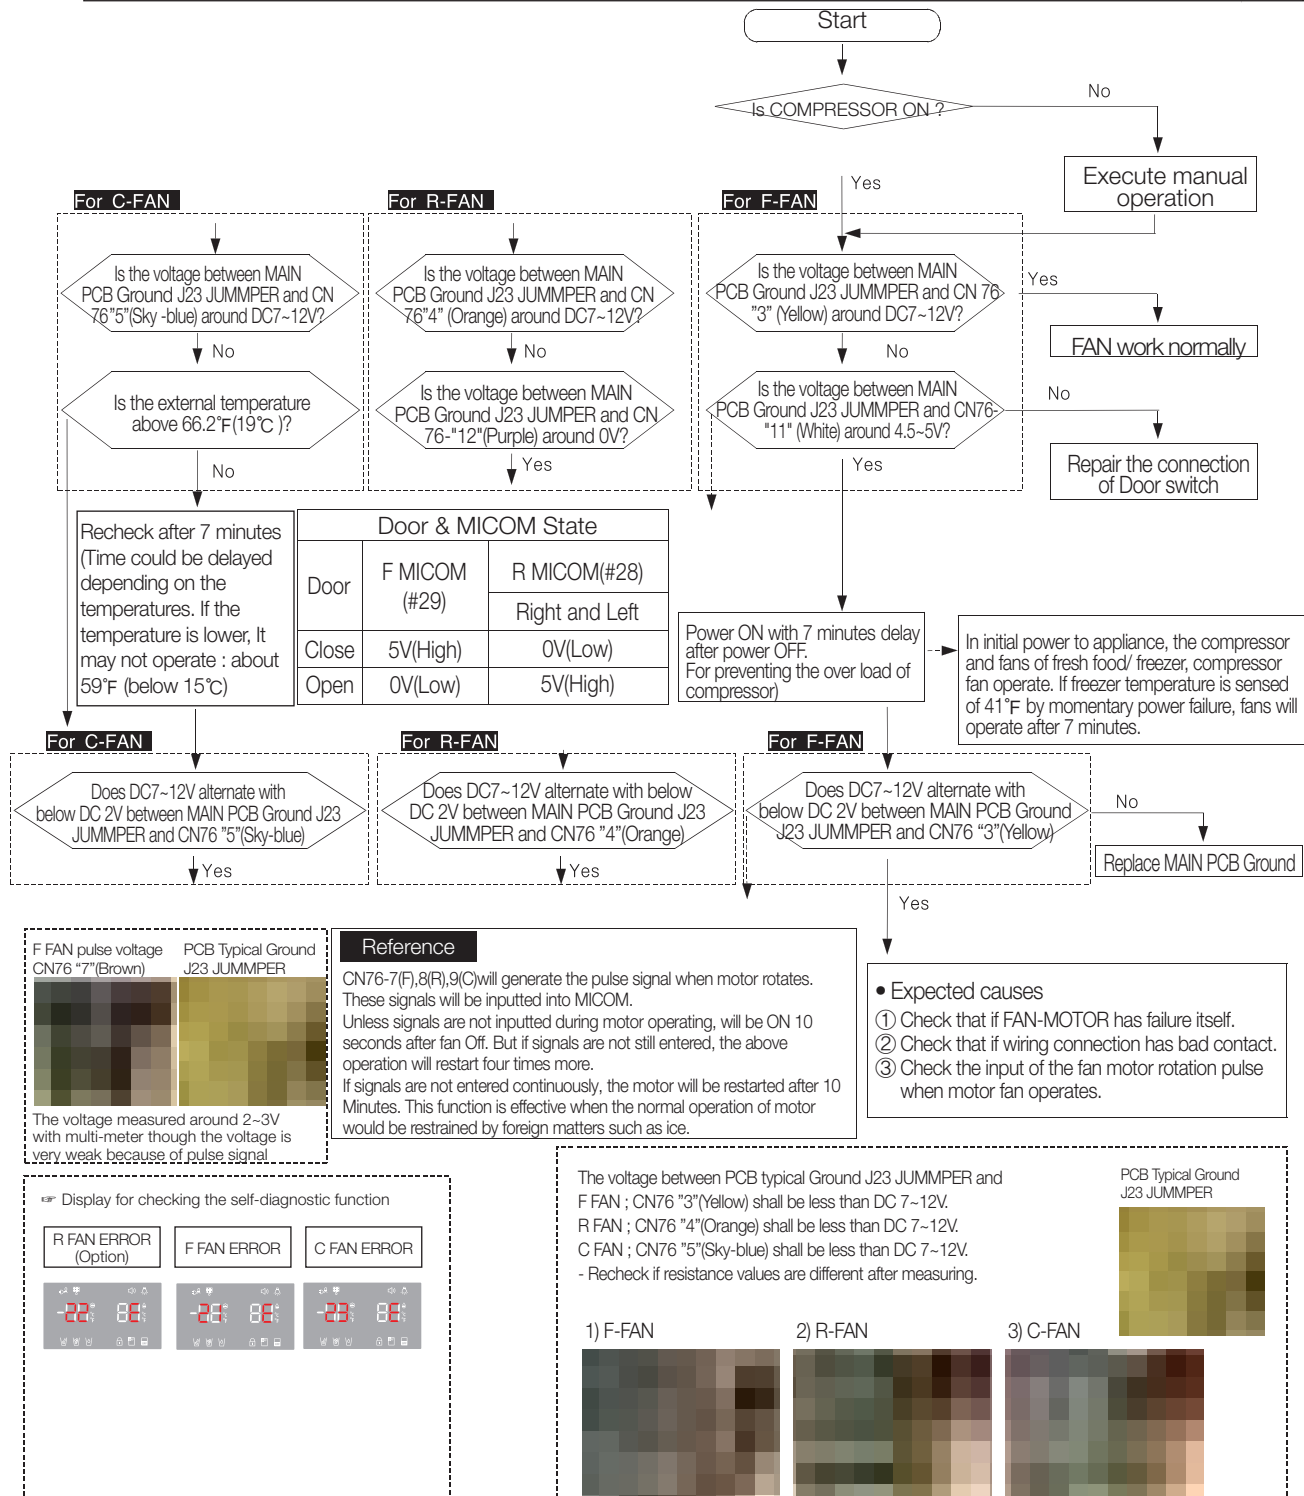 Start
Is COMPRESSOR ON ?
No
Execute manual
operation
Yes
For C-FAN
Is the voltage between MAIN
PCB Ground J23 JUMMPER and CN
76"5"(Sky -blue) around DC7~12V?
No
Is the external temperature
above 66.2°F(19℃ )?
No
For R-FAN
Is the voltage between MAIN
PCB Ground J23 JUMMPER and CN
76"4" (Orange) around DC7~12V?
No
Is the voltage between MAIN
PCB Ground J23 JUMPER and CN
76-"12"(Purple) around 0V?
Yes
For F-FAN
Is the voltage between MAIN
PCB Ground J23 JUMMPER and CN 76
"3" (Yellow) around DC7~12V?
Yes
FAN work normally
No
Is the voltage between MAIN
PCB Ground J23 JUMMPER and CN76-
"11" (White) around 4.5~5V?
No
Repair the connection
of Door switch
Yes
Recheck after 7 minutes
(Time could be delayed
depending on the
temperatures. If the
temperature is lower, It
may not operate : about
59°F (below 15℃)
Door & MICOM State
Door
F MICOM
(#29)
R MICOM(#28)
Right and Left
Close 5V(High) 0V(Low)
Open 0V(Low) 5V(High)
Power ON with 7 minutes delay
after power OFF.
For preventing the over load of
compressor)
In initial power to appliance, the compressor
and fans of fresh food/ freezer, compressor
fan operate. If freezer temperature is sensed
of 41°F by momentary power failure, fans will
operate after 7 minutes.
For C-FAN
Does DC7~12V alternate with
below DC 2V between MAIN PCB Ground J23
JUMMPER and CN76 "5"(Sky-blue)
Yes
For R-FAN
Does DC7~12V alternate with below
DC 2V between MAIN PCB Ground J23
JUMMPER and CN76 "4"(Orange)
Yes
For F-FAN
Does DC7~12V alternate with
below DC 2V between MAIN PCB Ground
J23 JUMMPER and CN76 "3"(Yellow)
No
Replace MAIN PCB Ground
Yes
F FAN pulse voltage
CN76 "7"(Brown)
PCB Typical Ground
J23 JUMMPER
The voltage measured around 2~3V
with multi-meter though the voltage is
very weak because of pulse signal
Reference
CN76-7(F),8(R),9(C)will generate the pulse signal when motor rotates.
These signals will be inputted into MICOM.
Unless signals are not inputted during motor operating, will be ON 10
seconds after fan Off. But if signals are not still entered, the above
operation will restart four times more.
If signals are not entered continuously, the motor will be restarted after 10
Minutes. This function is effective when the normal operation of motor
would be restrained by foreign matters such as ice.
• Expected causes
① Check that if FAN-MOTOR has failure itself.
② Check that if wiring connection has bad contact.
③ Check the input of the fan motor rotation pulse
when motor fan operates.
☞ Display for checking the self-diagnostic function
R FAN ERROR
(Option)
F FAN ERROR
C FAN ERROR
-22 E
-21 E
-23 E
The voltage between PCB typical Ground J23 JUMMPER and
F FAN ; CN76 "3"(Yellow) shall be less than DC 7~12V.
R FAN ; CN76 "4"(Orange) shall be less than DC 7~12V.
C FAN ; CN76 "5"(Sky-blue) shall be less than DC 7~12V.
- Recheck if resistance values are different after measuring.
PCB Typical Ground
J23 JUMMPER
1) F-FAN
2) R-FAN
3) C-FAN